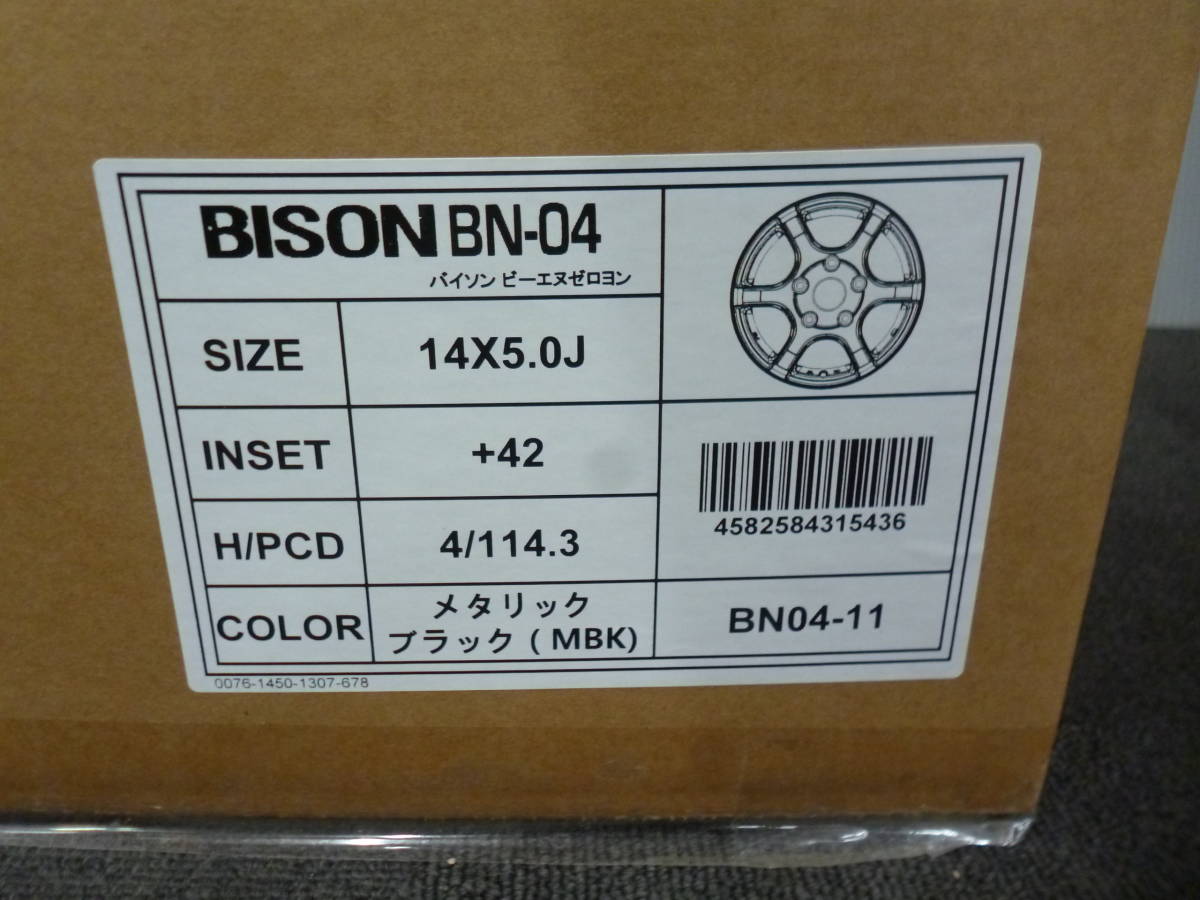 BISON BN-04
バイソン ビーエヌゼロヨン
SIZE 14X5.0J
INSET +42
H/PCD 4/114.3
COLOR メタリック
ブラック ( MBK)
4582584315436
BN04-11
0076-1450-1307-678